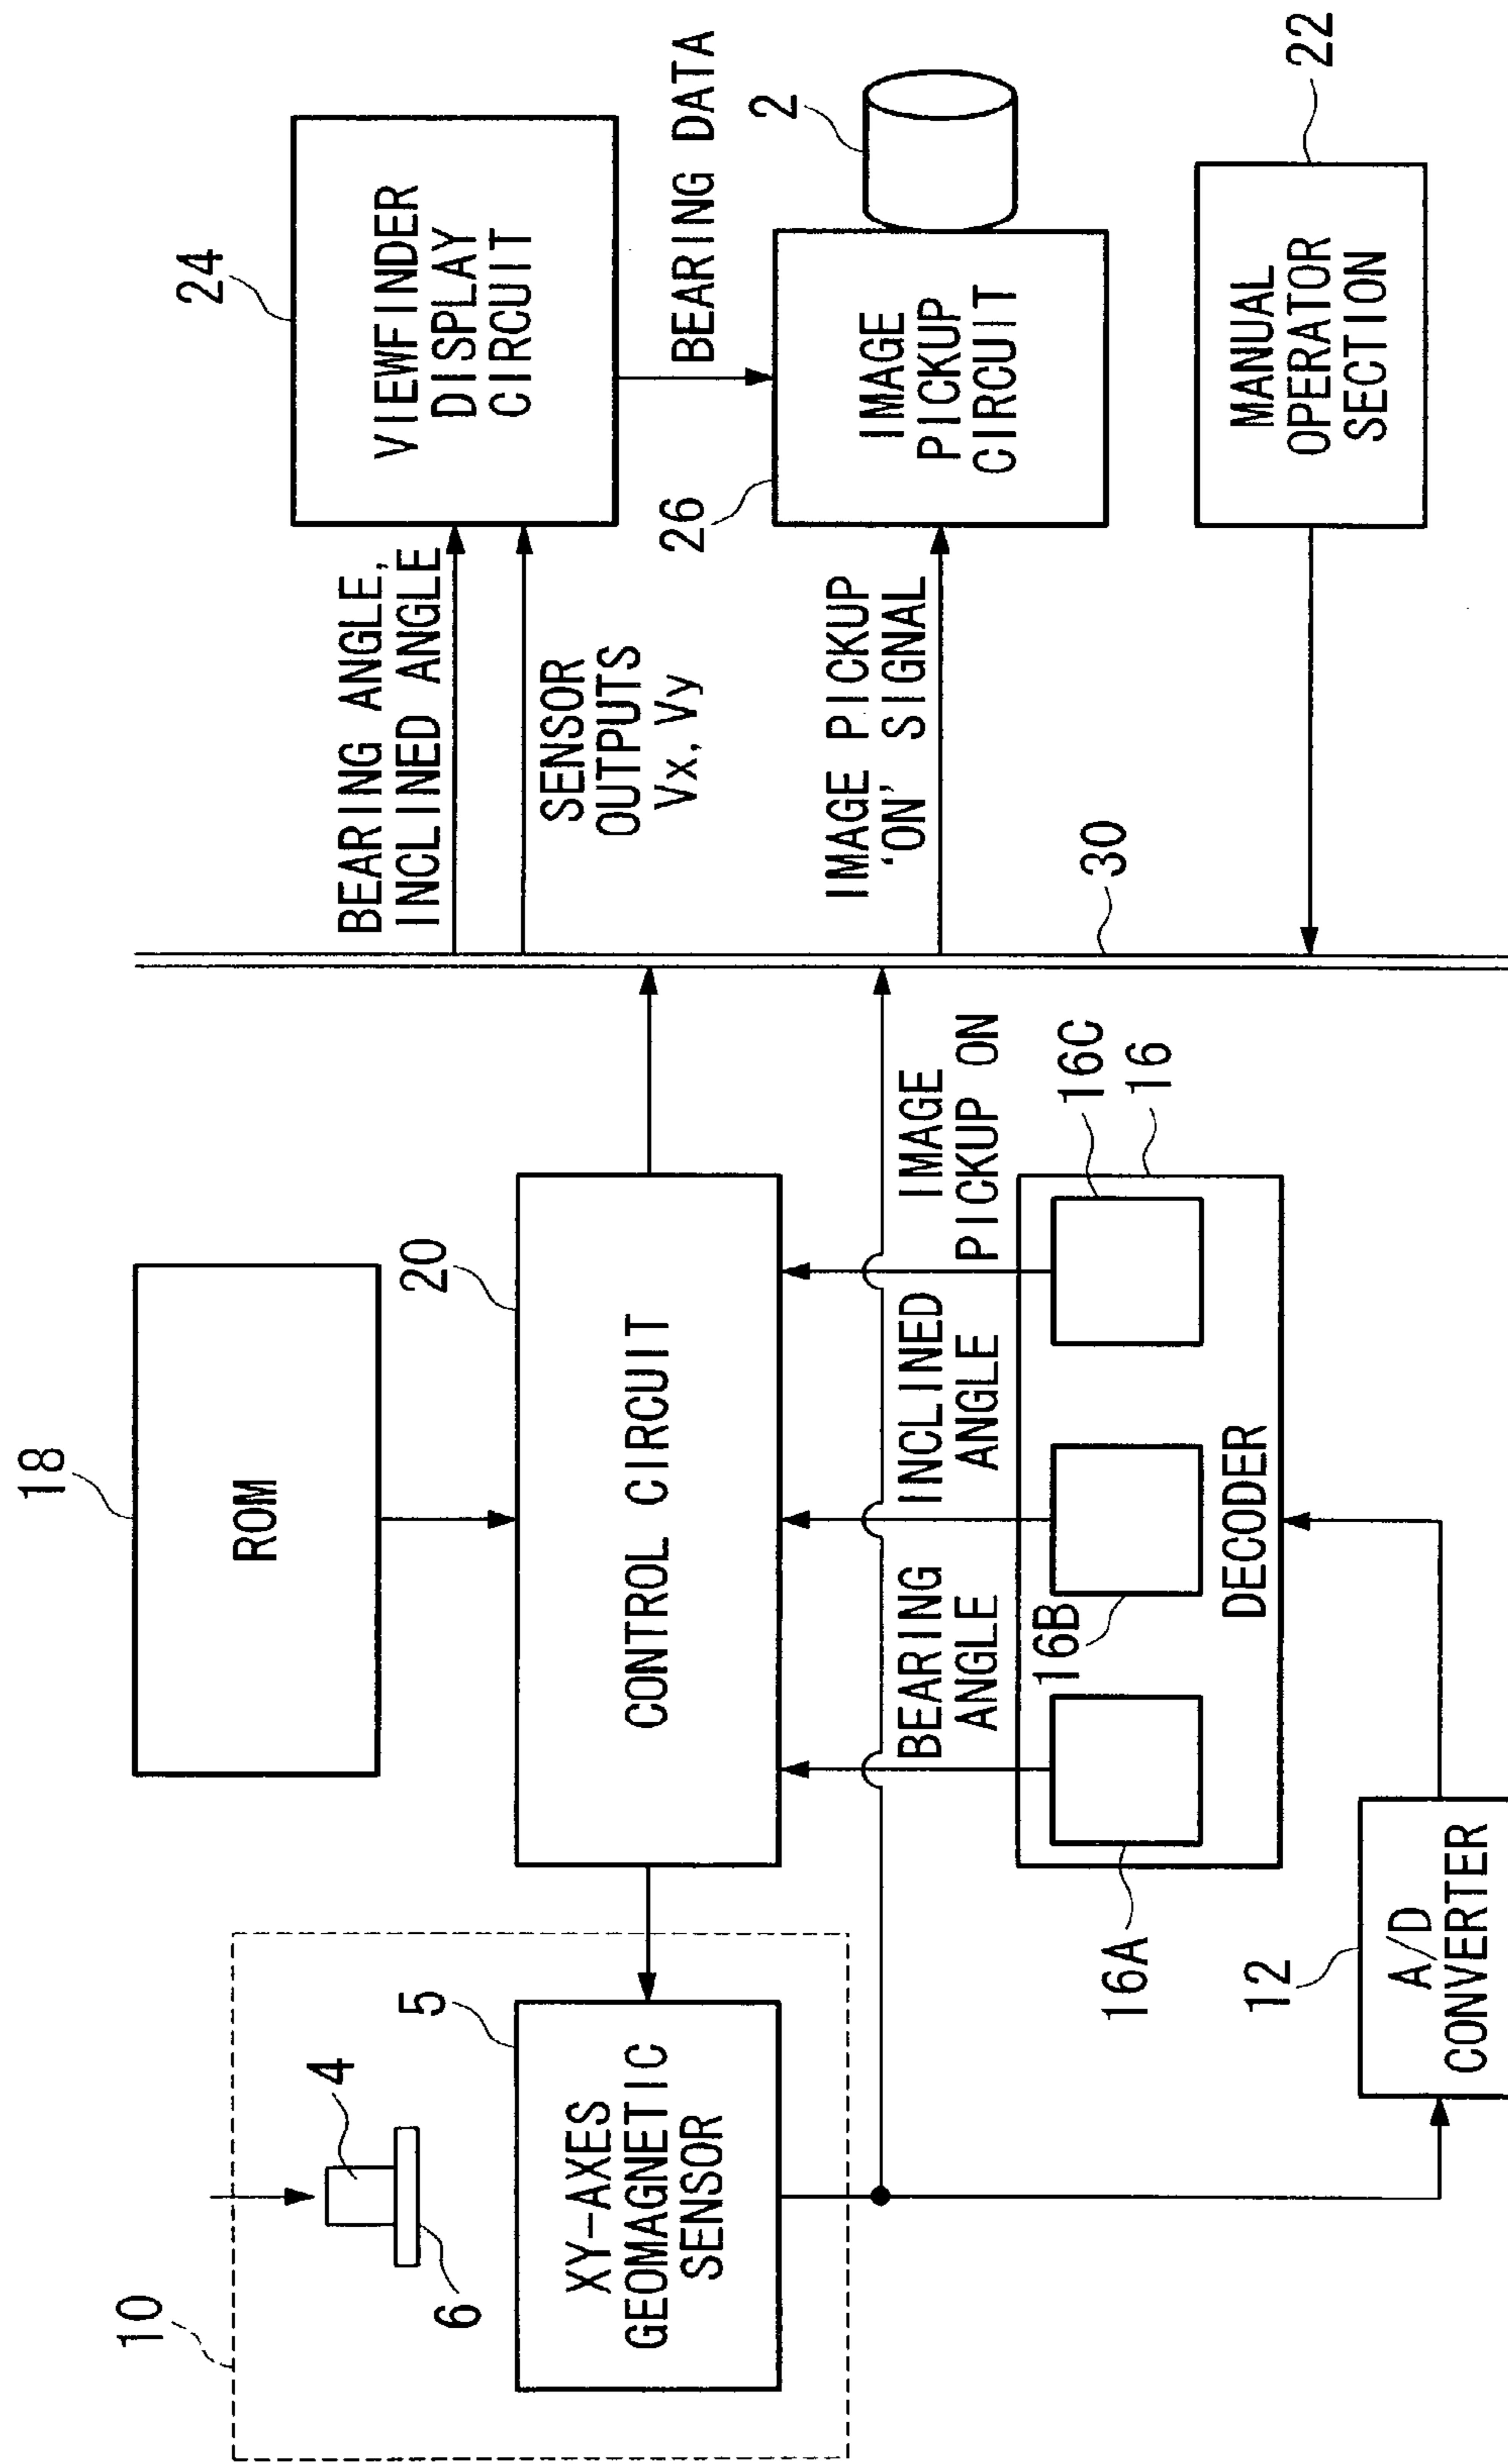 10
4
6
5
XY-AXES
GEOMAGNETIC
SENSOR
12
A/D
CONVERTER
18
ROM
20
CONTROL CIRCUIT
BEARING
ANGLE
INCLINED
ANGLE
IMAGE
PICKUP ON
16A
16B
16C
16
DECODER
30
BEARING ANGLE,
INCLINED ANGLE
SENSOR
OUTPUTS
Vx, Vy
IMAGE PICKUP
‘ON’ SIGNAL
24
VIEWFINDER
DISPLAY
CIRCUIT
BEARING DATA
26
IMAGE
PICKUP
CIRCUIT
2
MANUAL
OPERATOR
SECTION
22